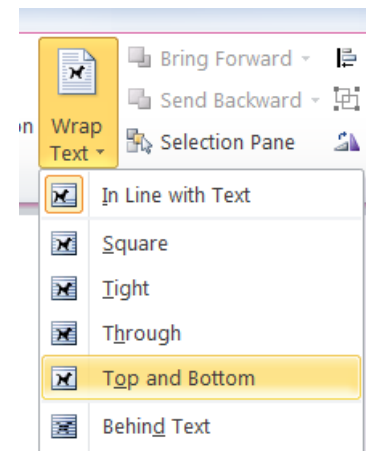 Bring Forward
Send Backward
on Wrap
Text
Selection Pane
In Line with Text
Square
Tight
Through
Top and Bottom
Behind Text